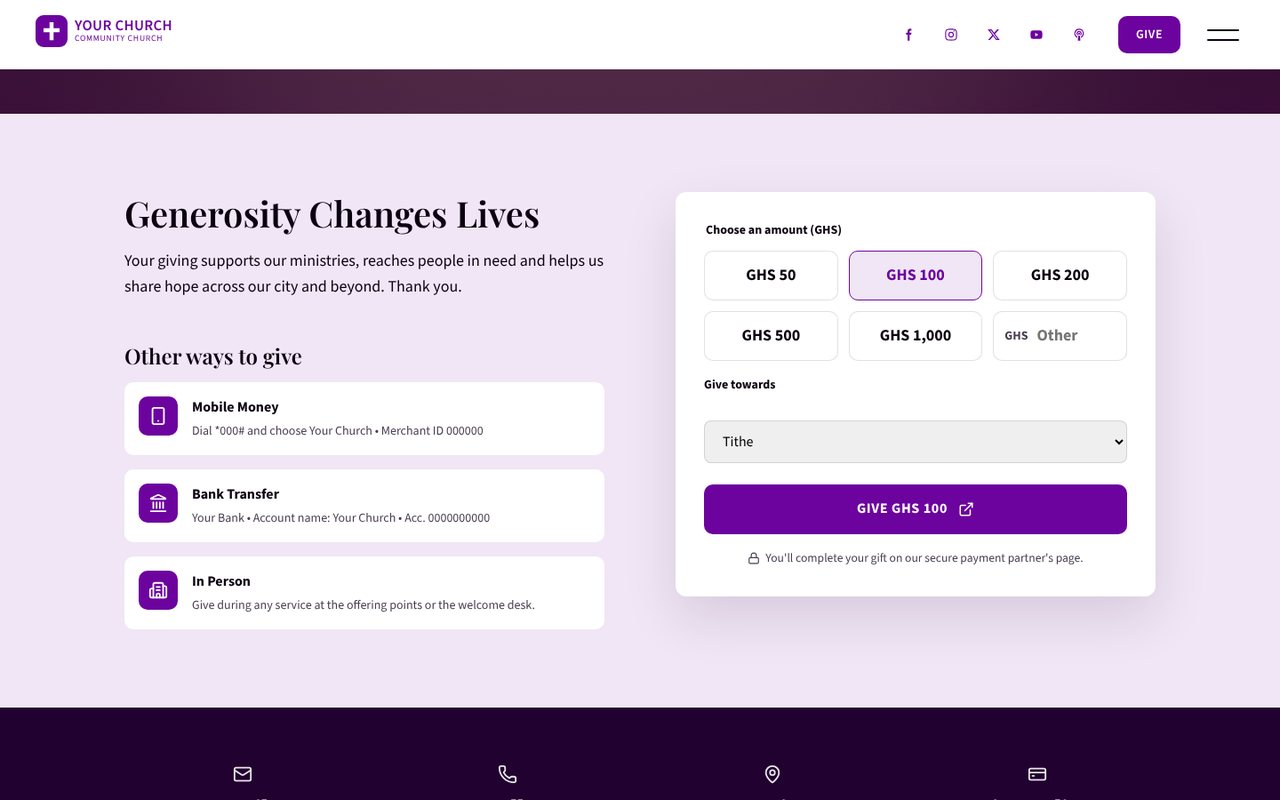 YOUR CHURCH
COMMUNITY CHURCH
GIVE
Generosity Changes Lives
Your giving supports our ministries, reaches people in need and helps us
share hope across our city and beyond. Thank you.
Other ways to give
Mobile Money
Dial *000# and choose Your Church • Merchant ID 000000
Bank Transfer
Your Bank • Account name: Your Church • Acc. 0000000000
In Person
Give during any service at the offering points or the welcome desk.
Choose an amount (GHS)
GHS 50
GHS 100
GHS 200
GHS 500
GHS 1,000
GHS Other
Give towards
Tithe
GIVE GHS 100
You'll complete your gift on our secure payment partner's page.